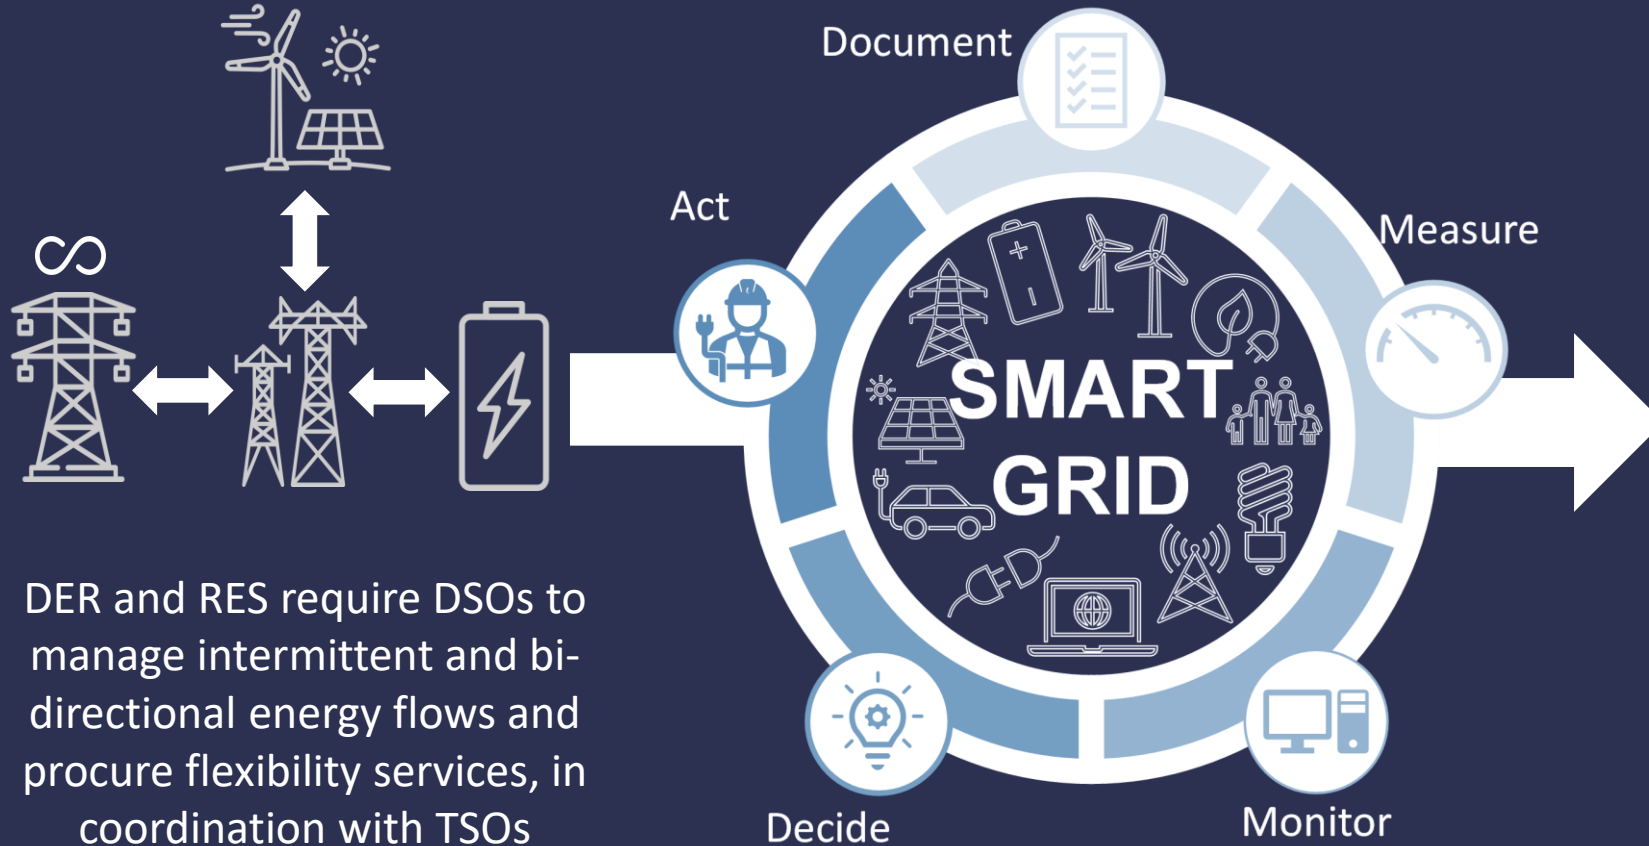 Document
Act
Measure
SMART
GRID
DER and RES require DSOs to
manage intermittent and bi-
directional energy flows and
procure flexibility services, in
coordination with TSOs
Decide
Monitor